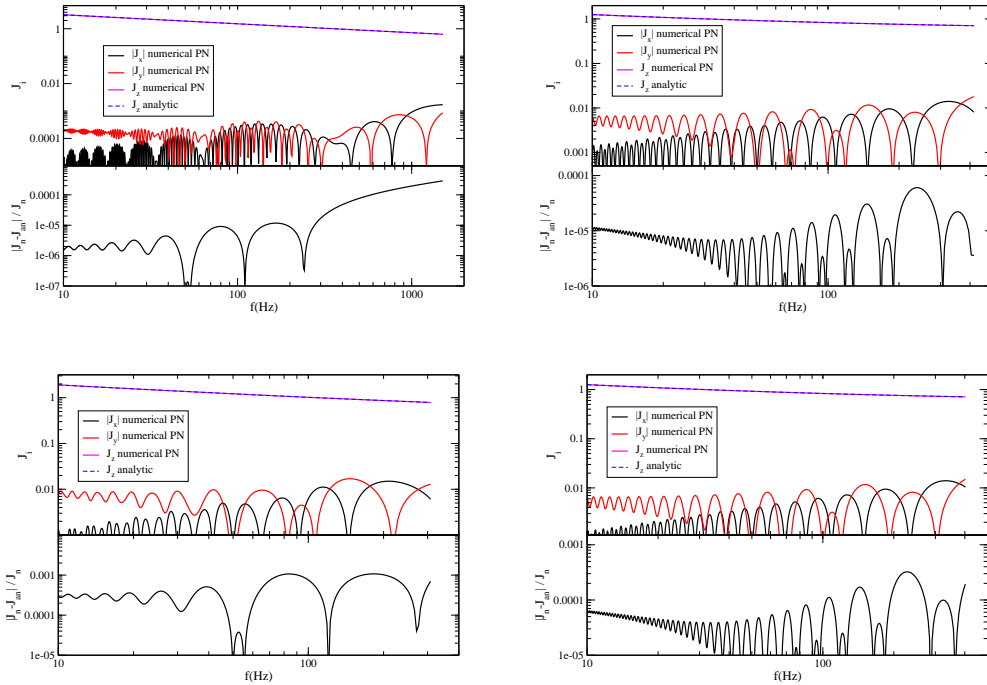 1
0.01
0.0001
J_i
|J_x| numerical PN
|J_y| numerical PN
J_z numerical PN
J_z analytic
0.0001
1e-05
1e-06
1e-07
|J_n-J_an| / J_n
10
100
1000
f(Hz)
1
0.1
0.01
0.001
J_i
|J_x| numerical PN
|J_y| numerical PN
J_z numerical PN
J_z analytic
0.0001
1e-05
1e-06
|J_n-J_an| / J_n
10
100
f(Hz)
1
0.1
0.01
J_i
|J_x| numerical PN
|J_y| numerical PN
J_z numerical PN
J_z analytic
0.001
0.0001
1e-05
|J_n-J_an| / J_n
10
100
f(Hz)
1
0.1
0.01
J_i
|J_x| numerical PN
|J_y| numerical PN
J_z numerical PN
J_z analytic
0.001
0.0001
1e-05
|J_n-J_an| / J_n
10
100
f(Hz)